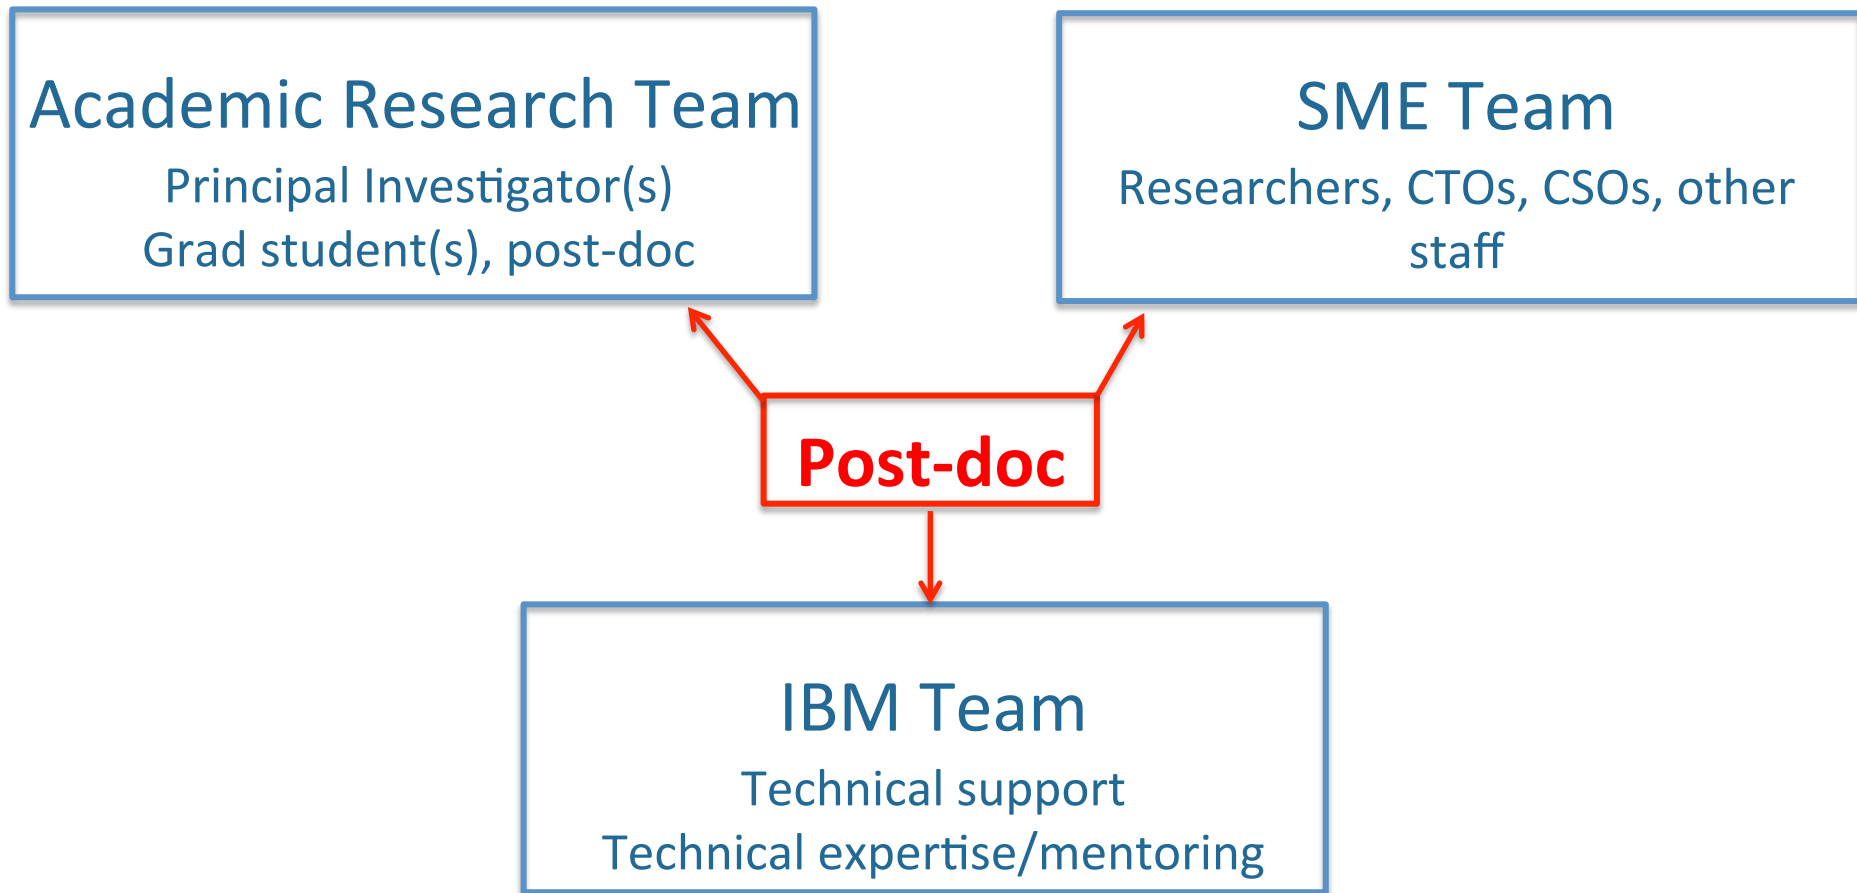 Academic Research Team
Principal Investigator(s)
Grad student(s), post-doc
SME Team
Researchers, CTOs, CSOs, other
staff
Post-doc
IBM Team
Technical support
Technical expertise/mentoring